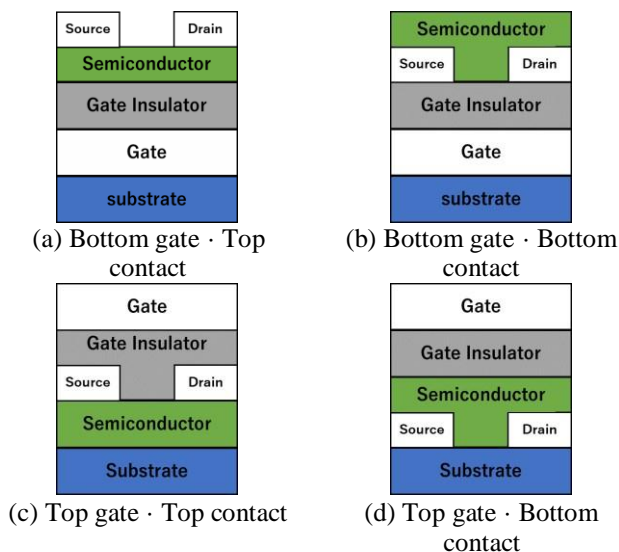 Source Drain
Semiconductor
Gate Insulator
Gate
substrate
(a) Bottom gate · Top
contact
Semiconductor
Source Drain
Gate Insulator
Gate
substrate
(b) Bottom gate · Bottom
contact
Gate
Gate Insulator
Source Drain
Semiconductor
Substrate
(c) Top gate · Top contact
Gate
Gate Insulator
Semiconductor
Source Drain
Substrate
(d) Top gate · Bottom
contact